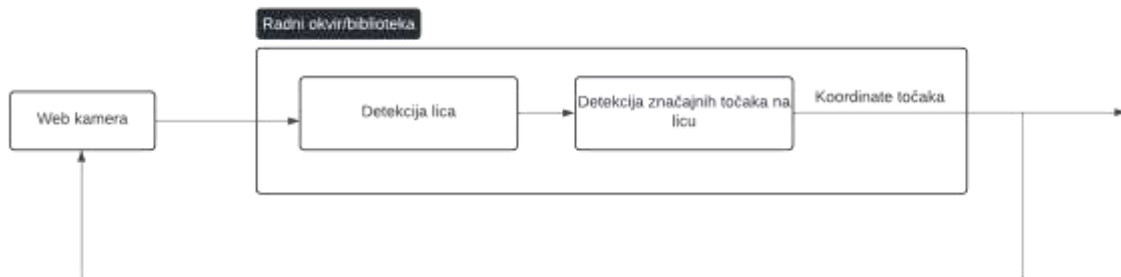 Radni okvir/biblioteka
Web kamera
Detekcija lica
Detekcija značajnih točaka na
licu
Koordinate točaka